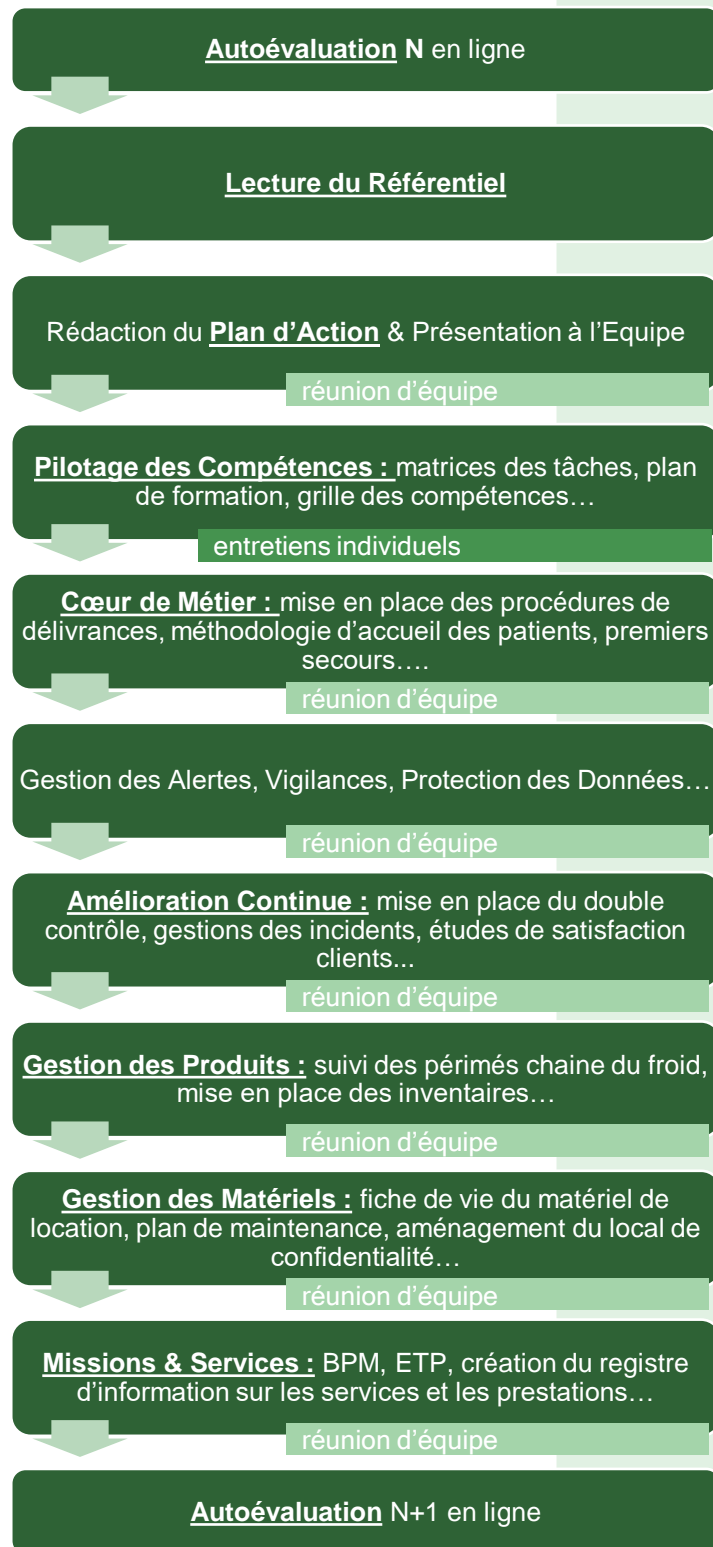 Autoévaluation N en ligne
Lecture du Référentiel
Rédaction du Plan d’Action & Présentation à l’Equipe
réunion d’équipe
Pilotage des Compétences : matrices des tâches, plan
de formation, grille des compétences…
entretiens individuels
Cœur de Métier : mise en place des procédures de
délivrances, méthodologie d’accueil des patients, premiers
secours….
réunion d’équipe
Gestion des Alertes, Vigilances, Protection des Données…
réunion d’équipe
Amélioration Continue : mise en place du double
contrôle, gestions des incidents, études de satisfaction
clients...
réunion d’équipe
Gestion des Produits : suivi des périmés chaine du froid,
mise en place des inventaires…
réunion d’équipe
Gestion des Matériels : fiche de vie du matériel de
location, plan de maintenance, aménagement du local de
confidentialité…
réunion d’équipe
Missions & Services : BPM, ETP, création du registre
d’information sur les services et les prestations…
réunion d’équipe
Autoévaluation N+1 en ligne